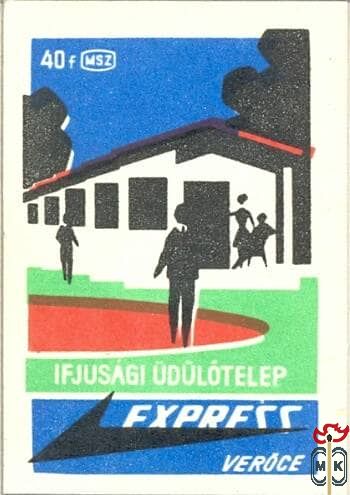 40 f MSZ
IFJUSÁGI ÜDÜLŐTELEP
EXPRESS
VERŐCE
MK